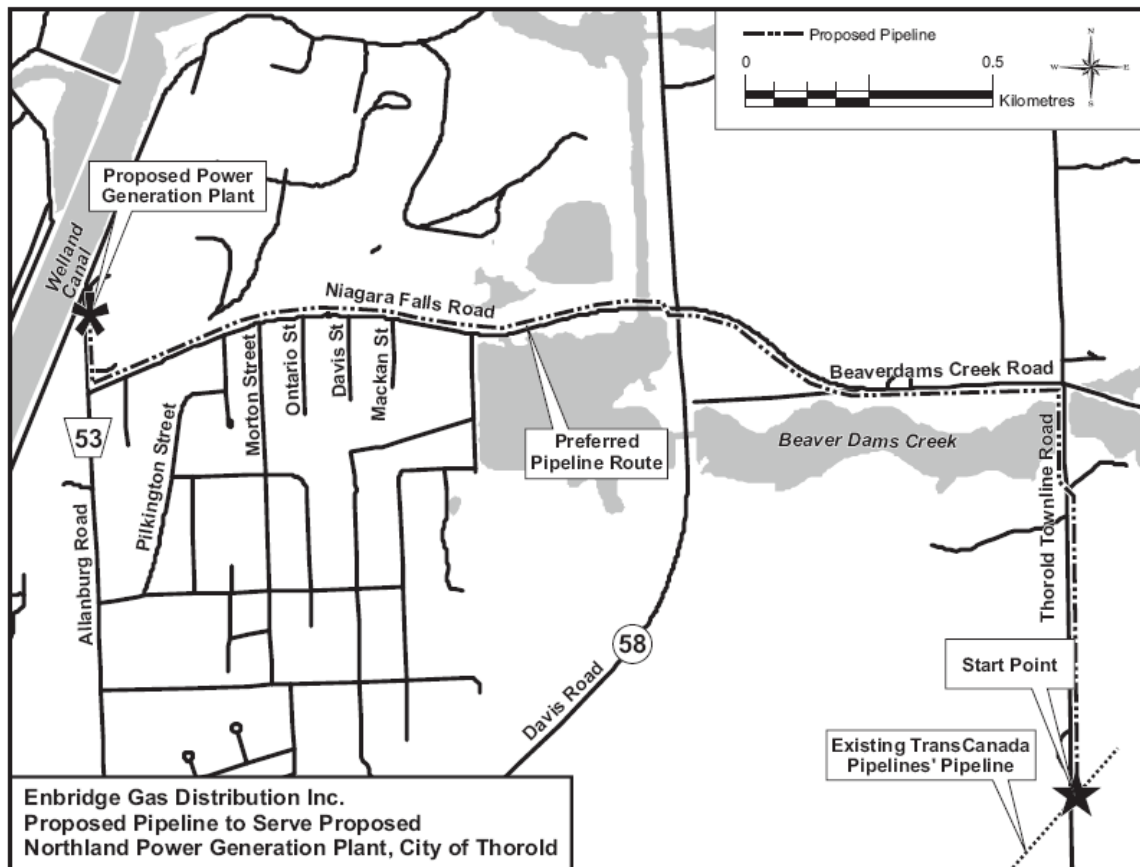 Proposed Pipeline
0
0.5
Kilometres
N
W
E
S
Proposed Power
Generation Plant
Welland
Canal
Niagara Falls Road
Morton Street
Ontario St
Davis St
Mackan St
Beaverdams Creek Road
Beaver Dams Creek
Preferred
Pipeline Route
53
Pilkington Street
Allanburg Road
Thorold Townline Road
58
Davis Road
Start Point
Existing TransCanada
Pipelines' Pipeline
Enbridge Gas Distribution Inc.
Proposed Pipeline to Serve Proposed
Northland Power Generation Plant, City of Thorold